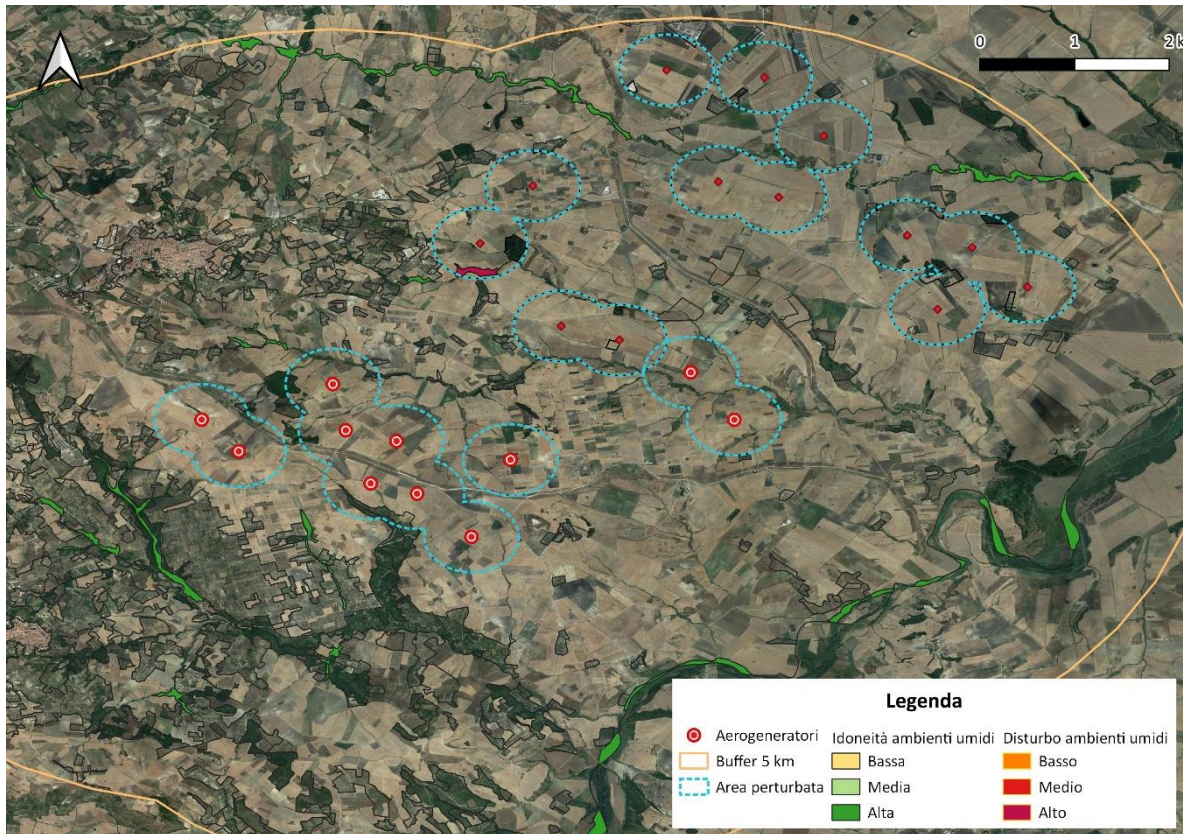 0 1 2 k
Legenda
Aerogeneratori
Buffer 5 km
Area perturbata
Idoneità ambienti umidi
Bassa
Media
Alta
Disturbo ambienti umidi
Basso
Medio
Alto